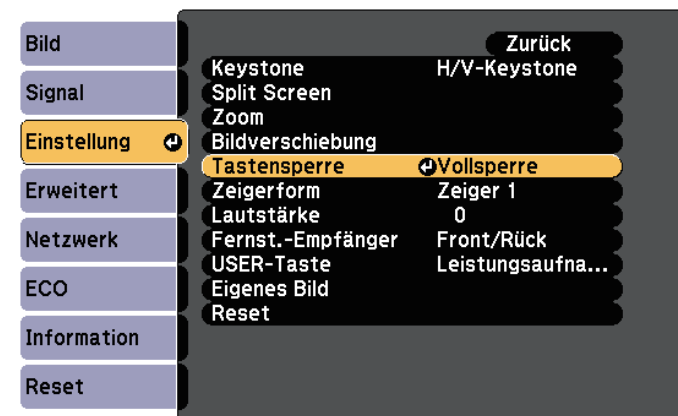 Bild
Signal
Einstellung
Erweitert
Netzwerk
ECO
Information
Reset
Zurück
Keystone H/V-Keystone
Split Screen
Zoom
Bildverschiebung
Tastensperre Vollsperre
Zeigerform Zeiger 1
Lautstärke 0
Fernst.-Empfänger Front/Rück
USER-Taste Leistungsaufna...
Eigenes Bild
Reset